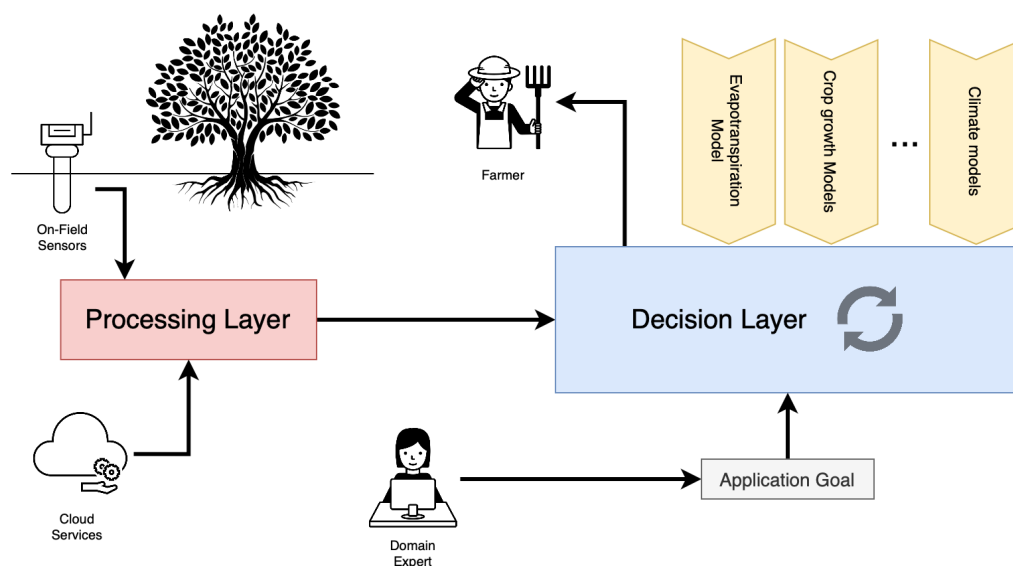 On-Field
Sensors
Farmer
Evapotranspiration
Model
Crop growth Models
...
Climate models
Processing Layer
Decision Layer
Cloud
Services
Domain
Expert
Application Goal